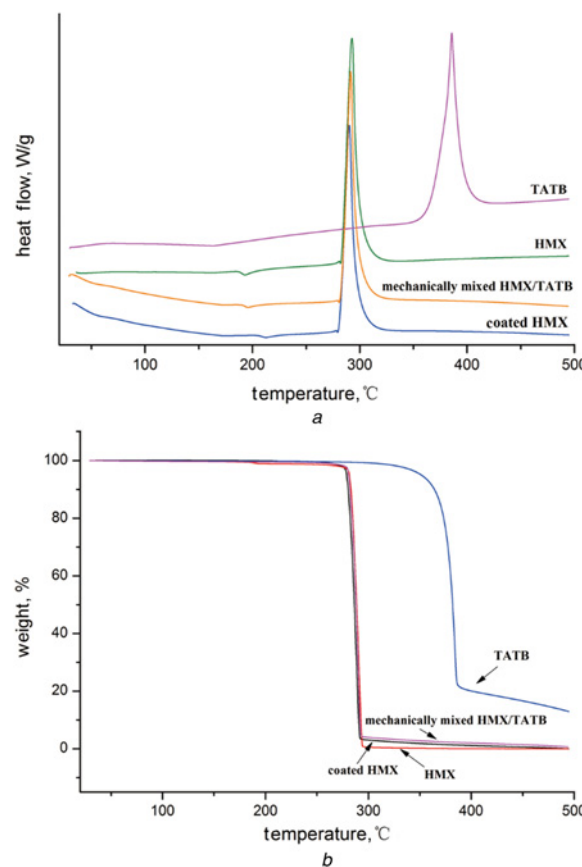 heat flow, W/g
TATB
HMX
mechanically mixed HMX/TATB
coated HMX
100 200 300 400 500
temperature, ℃
a
100
80
60
40
20
0
weight, %
TATB
mechanically mixed HMX/TATB
coated HMX HMX
100 200 300 400 500
temperature, ℃
b